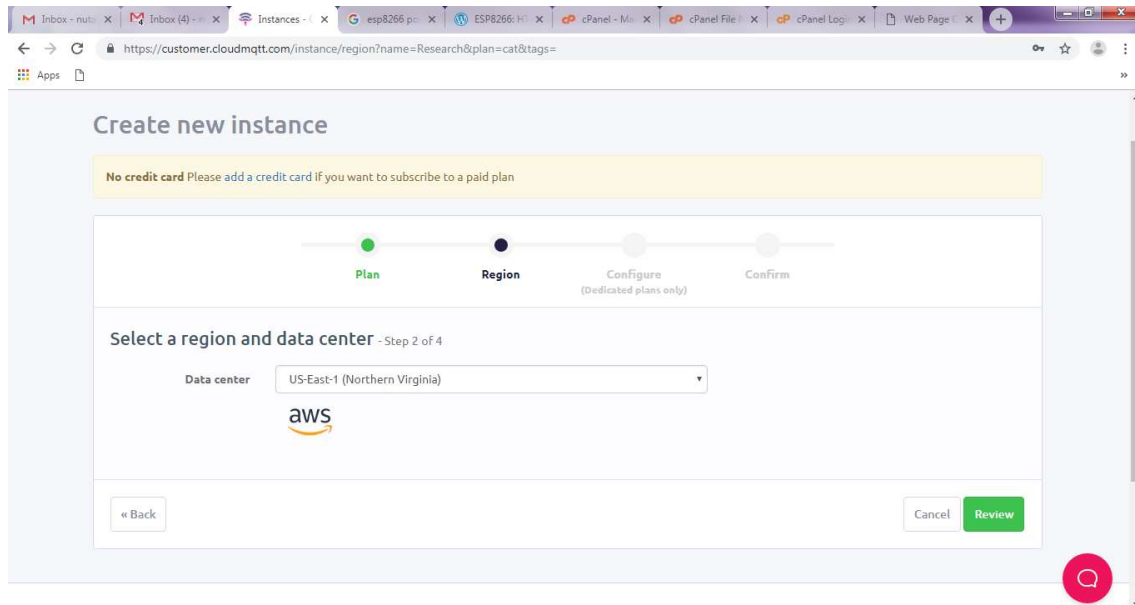 Inbox - nut
Inbox (4) - 
Instances - 
esp8266 po
ESP8266: HT
cPanel - Ma
cPanel File
cPanel Login
Web Page
https://customer.cloudmqtt.com/instance/region?name=Research&plan=cat&tags=
Apps
Create new instance
No credit card Please add a credit card if you want to subscribe to a paid plan
Plan Region Configure Confirm
(Dedicated plans only)
Select a region and data center - Step 2 of 4
Data center US-East-1 (Northern Virginia)
aws
« Back Cancel Review